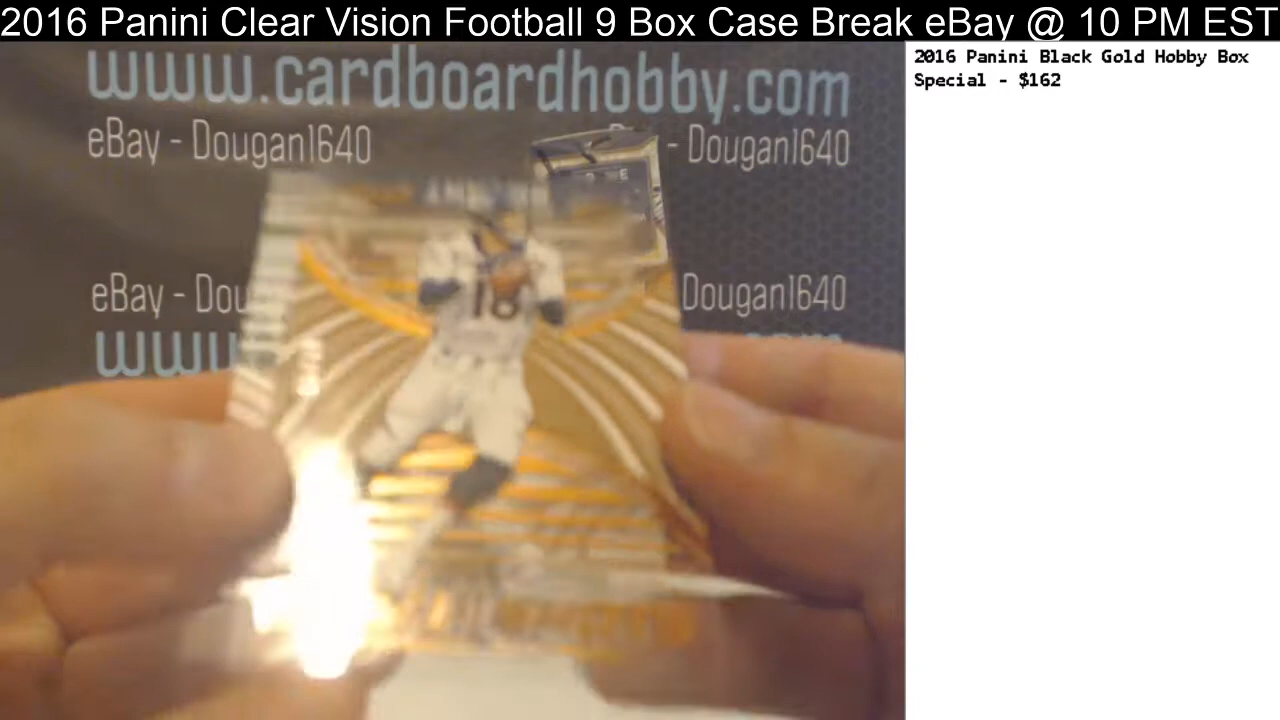 2016 Panini Clear Vision Football 9 Box Case Break eBay @ 10 PM EST
2016 Panini Black Gold Hobby Box
Special - $162
www.cardboardhobby.com
eBay - Dougan1640
- Dougan1640
eBay - Dou
Dougan1640
www
18